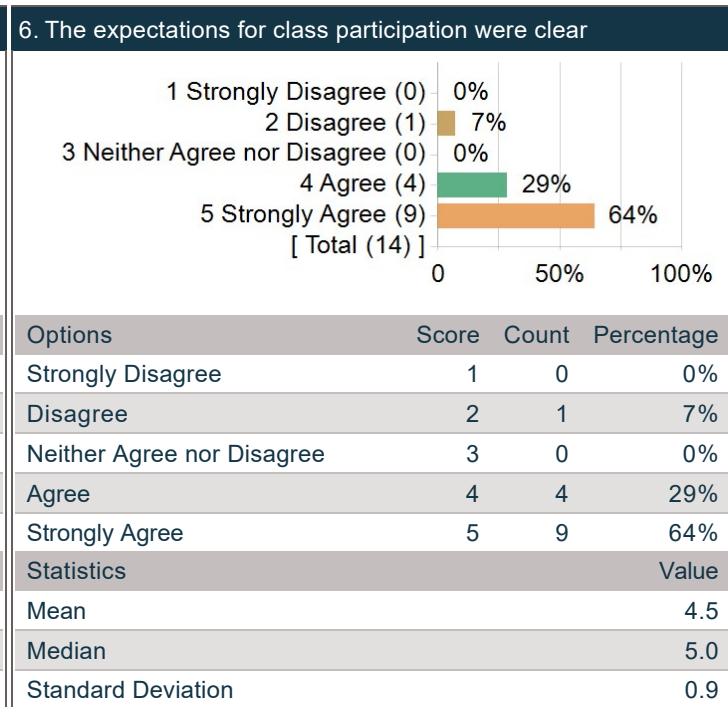 6. The expectations for class participation were clear
1 Strongly Disagree (0) 0%
2 Disagree (1) 7%
3 Neither Agree nor Disagree (0) 0%
4 Agree (4) 29%
5 Strongly Agree (9) 64%
[ Total (14) ]
0 50% 100%
Options Score Count Percentage
Strongly Disagree 1 0 0%
Disagree 2 1 7%
Neither Agree nor Disagree 3 0 0%
Agree 4 4 29%
Strongly Agree 5 9 64%
Statistics Value
Mean 4.5
Median 5.0
Standard Deviation 0.9